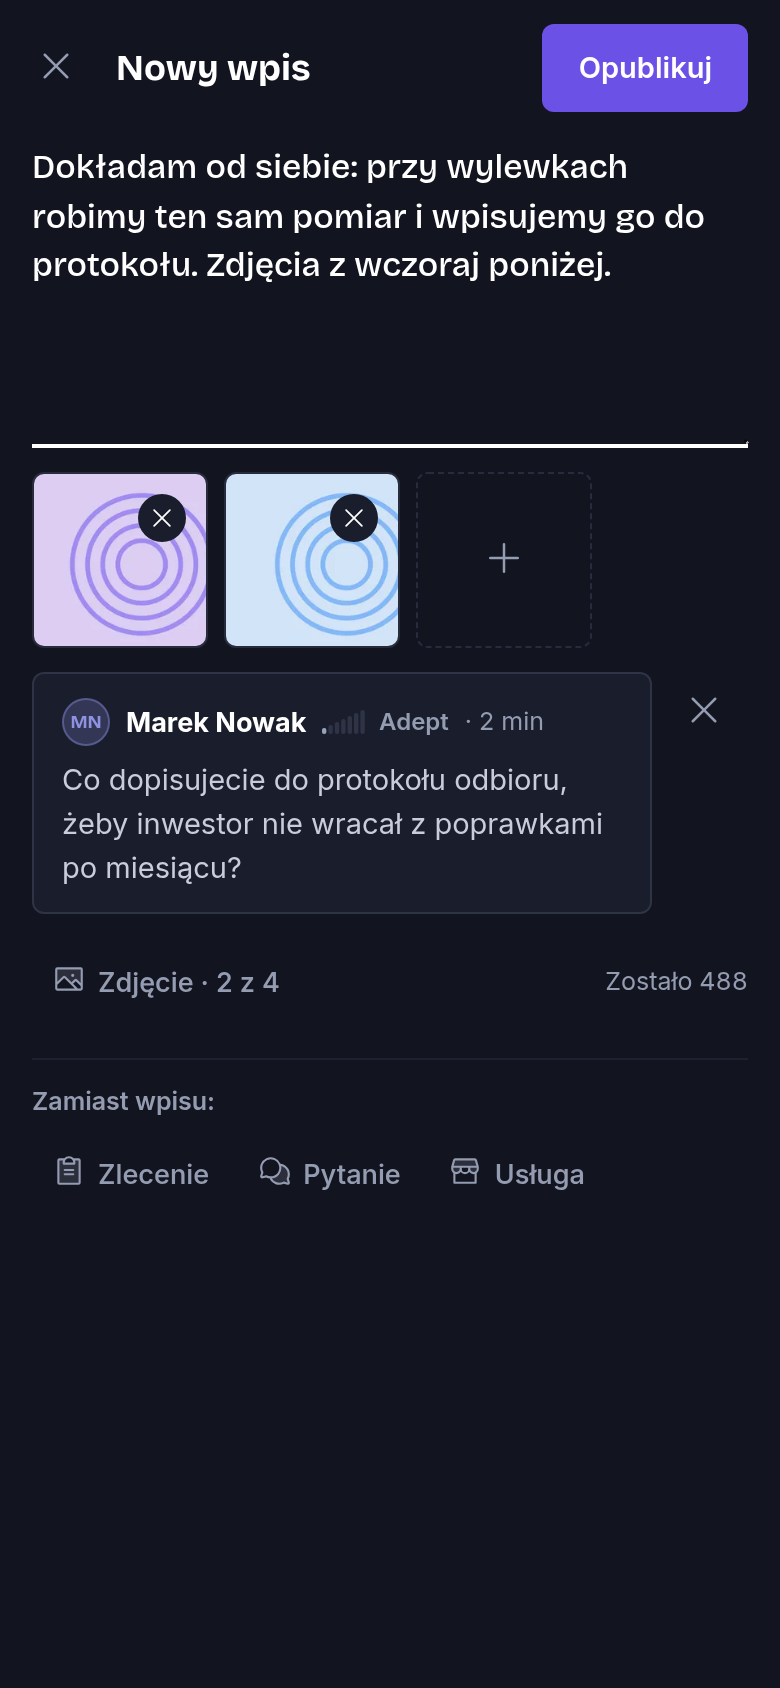 Nowy wpis
Opublikuj
Dokładam od siebie: przy wylewkach
robimy ten sam pomiar i wpisujemy go do
protokołu. Zdjęcia z wczoraj poniżej.
MN Marek Nowak Adept · 2 min
Co dopisujecie do protokołu odbioru,
żeby inwestor nie wracał z poprawkami
po miesiącu?
Zdjęcie · 2 z 4
Zostało 488
Zamiast wpisu:
Zlecenie Pytanie Usługa